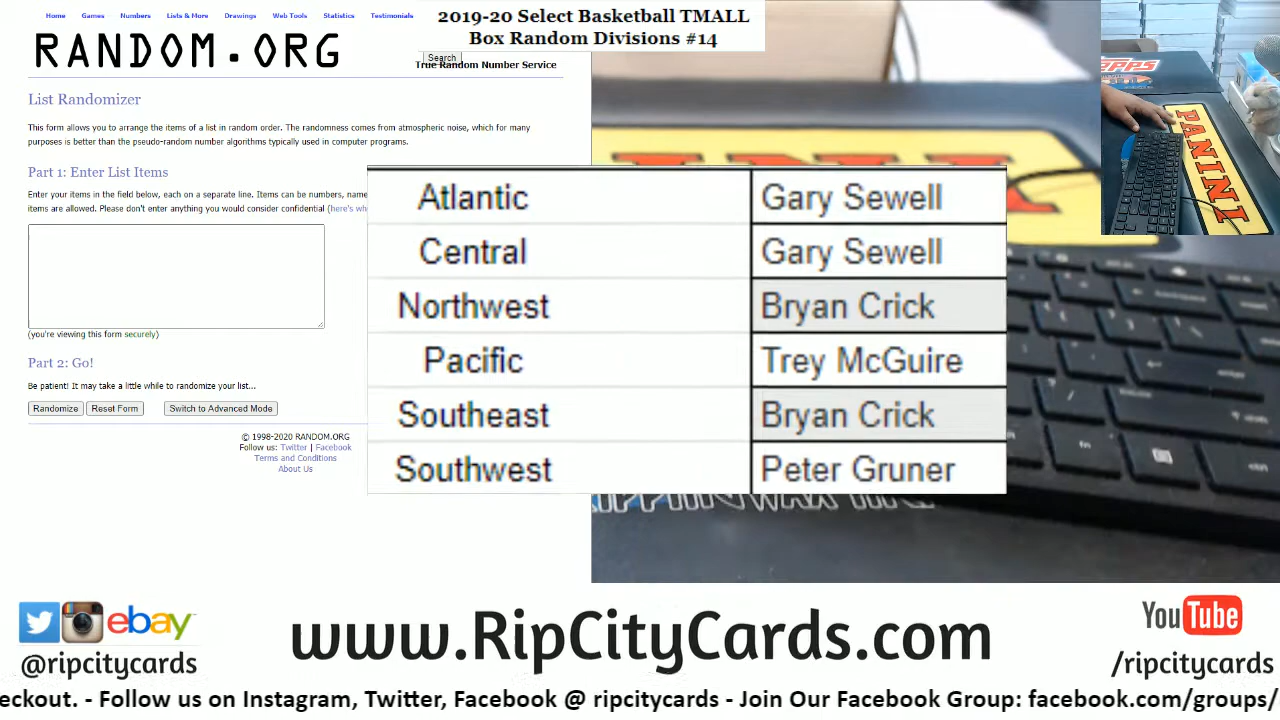 Home Games Numbers Lists & More Drawings Web Tools Statistics Testimonials
2019-20 Select Basketball TMALL
Box Random Divisions #14
RANDOM.ORG
Search
True Random Number Service
List Randomizer
This form allows you to arrange the items of a list in random order. The randomness comes from atmospheric noise, which for many
purposes is better than the pseudo-random number algorithms typically used in computer programs.
Part 1: Enter List Items
Enter your items in the field below, each on a separate line. Items can be numbers, name
items are allowed. Please don't enter anything you would consider confidential (here's wh
(you're viewing this form securely)
Part 2: Go!
Be patient! It may take a little while to randomize your list...
Randomize Reset Form Switch to Advanced Mode
© 1998-2020 RANDOM.ORG
Follow us: Twitter | Facebook
Terms and Conditions
About Us
Atlantic Gary Sewell
Central Gary Sewell
Northwest Bryan Crick
Pacific Trey McGuire
Southeast Bryan Crick
Southwest Peter Gruner
PANINI
ebay
@ripcitycards
www.RipCityCards.com
YouTube
/ripcitycards
eckout. - Follow us on Instagram, Twitter, Facebook @ ripcitycards - Join Our Facebook Group: facebook.com/groups/